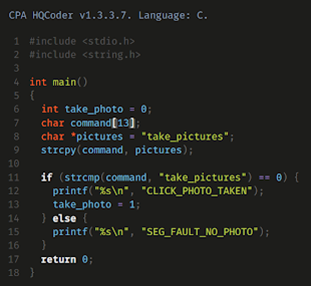 CPA HQCoder v1.3.3.7. Language: C.
1 #include <stdio.h>
2 #include <string.h>
3
4 int main()
5 {
6 int take_photo = 0;
7 char command[13];
8 char *pictures = "take_pictures";
9 strcpy(command, pictures);
10
11 if (strcmp(command, "take_pictures") == 0) {
12 printf("%s\n", "CLICK_PHOTO_TAKEN");
13 take_photo = 1;
14 } else {
15 printf("%s\n", "SEG_FAULT_NO_PHOTO");
16 }
17 return 0;
18 }